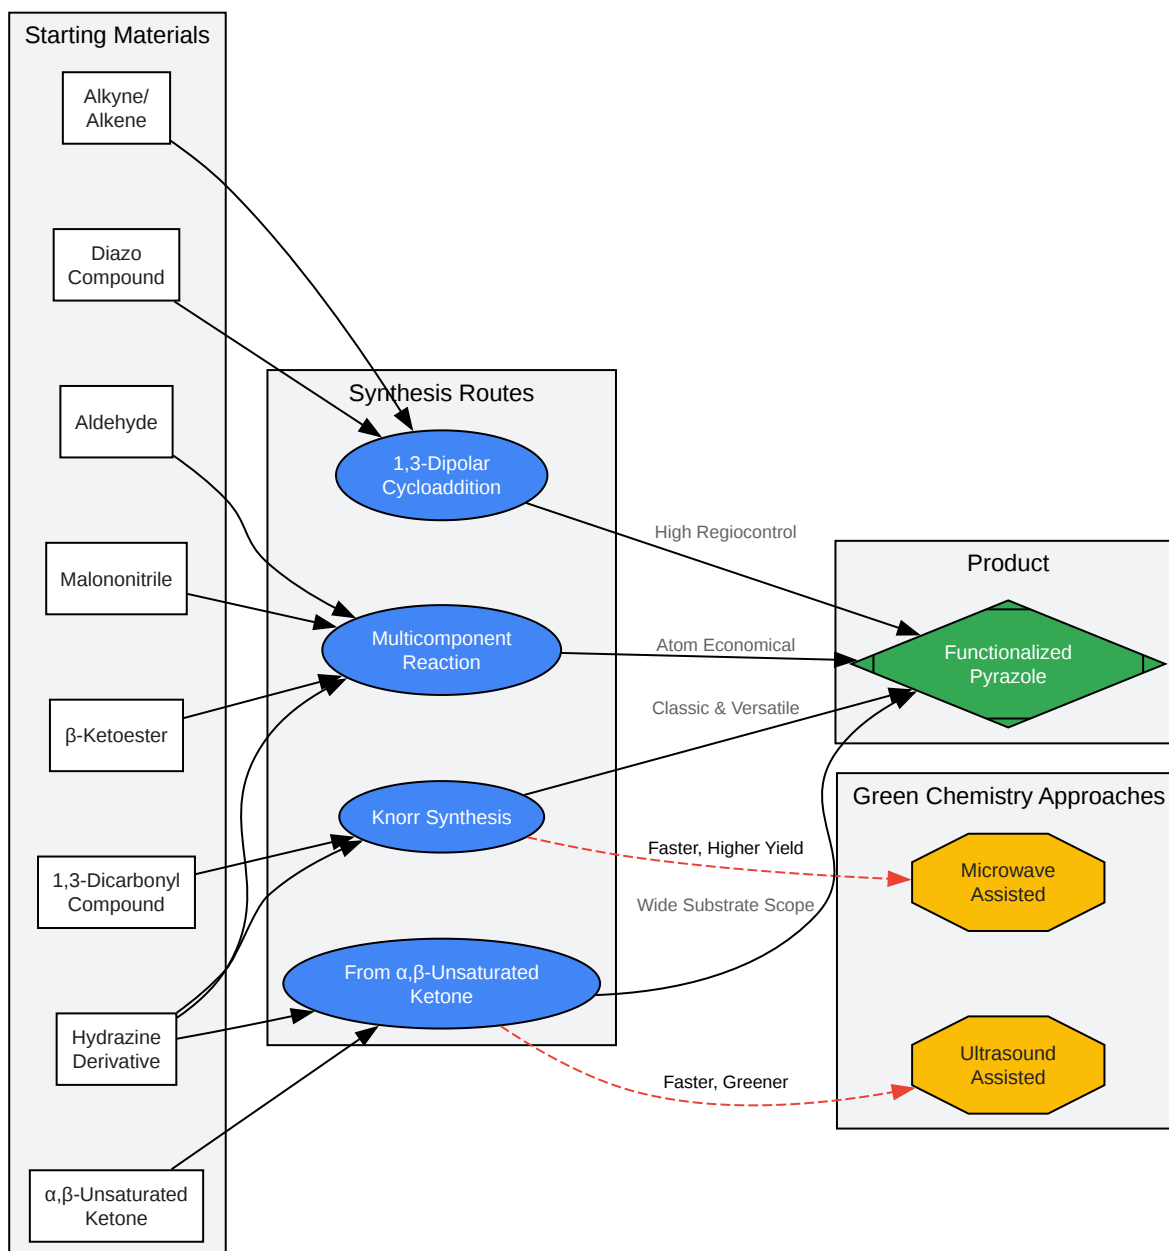 Starting Materials
Alkyne/
Alkene
Diazo
Compound
Aldehyde
Malononitrile
β-Ketoester
1,3-Dicarbonyl
Compound
Hydrazine
Derivative
α,β-Unsaturated
Ketone
Synthesis Routes
1,3-Dipolar
Cycloaddition
Multicomponent
Reaction
Knorr Synthesis
From α,β-Unsaturated
Ketone
High Regiocontrol
Atom Economical
Classic & Versatile
Faster, Higher Yield
Wide Substrate Scope
Faster, Greener
Product
Functionalized
Pyrazole
Green Chemistry Approaches
Microwave
Assisted
Ultrasound
Assisted